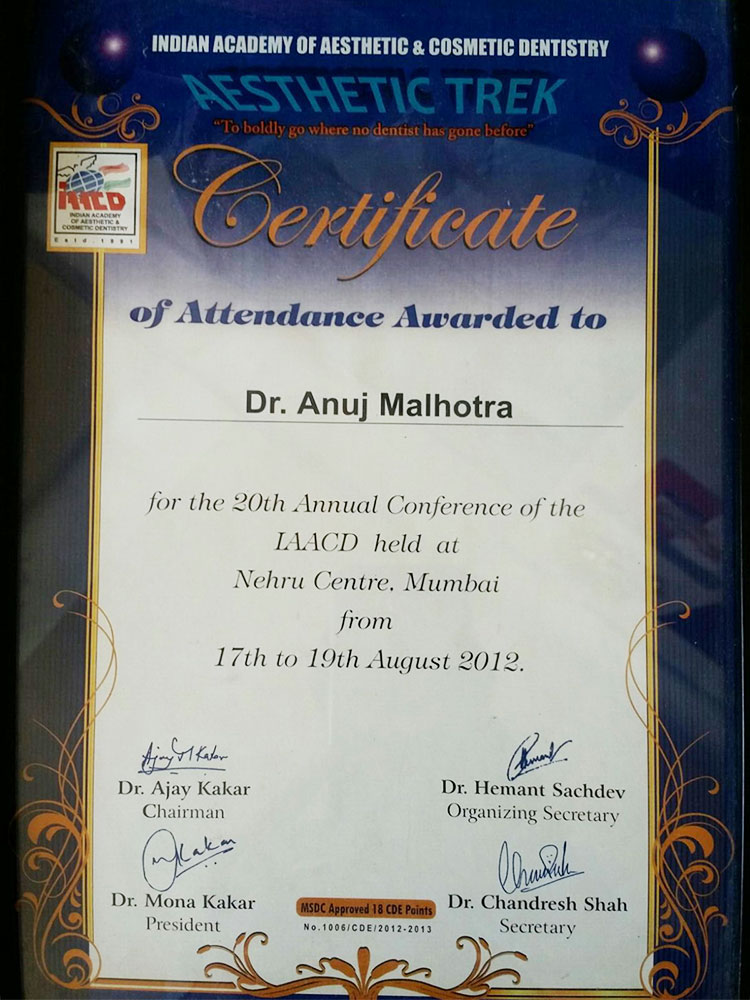 INDIAN ACADEMY OF AESTHETIC & COSMETIC DENTISTRY
AESTHETIC TREK
"To boldly go where no dentist has gone before"
IAACD
INDIAN ACADEMY
OF AESTHETIC &
COSMETIC DENTISTRY
Estd. 1991
Certificate
of Attendance Awarded to
Dr. Anuj Malhotra
for the 20th Annual Conference of the
IAACD held at
Nehru Centre, Mumbai
from
17th to 19th August 2012.
Dr. Ajay Kakar
Chairman
Dr. Hemant Sachdev
Organizing Secretary
Dr. Mona Kakar
President
MSDC Approved 18 CDE Points
No.1006/CDE/2012-2013
Dr. Chandresh Shah
Secretary